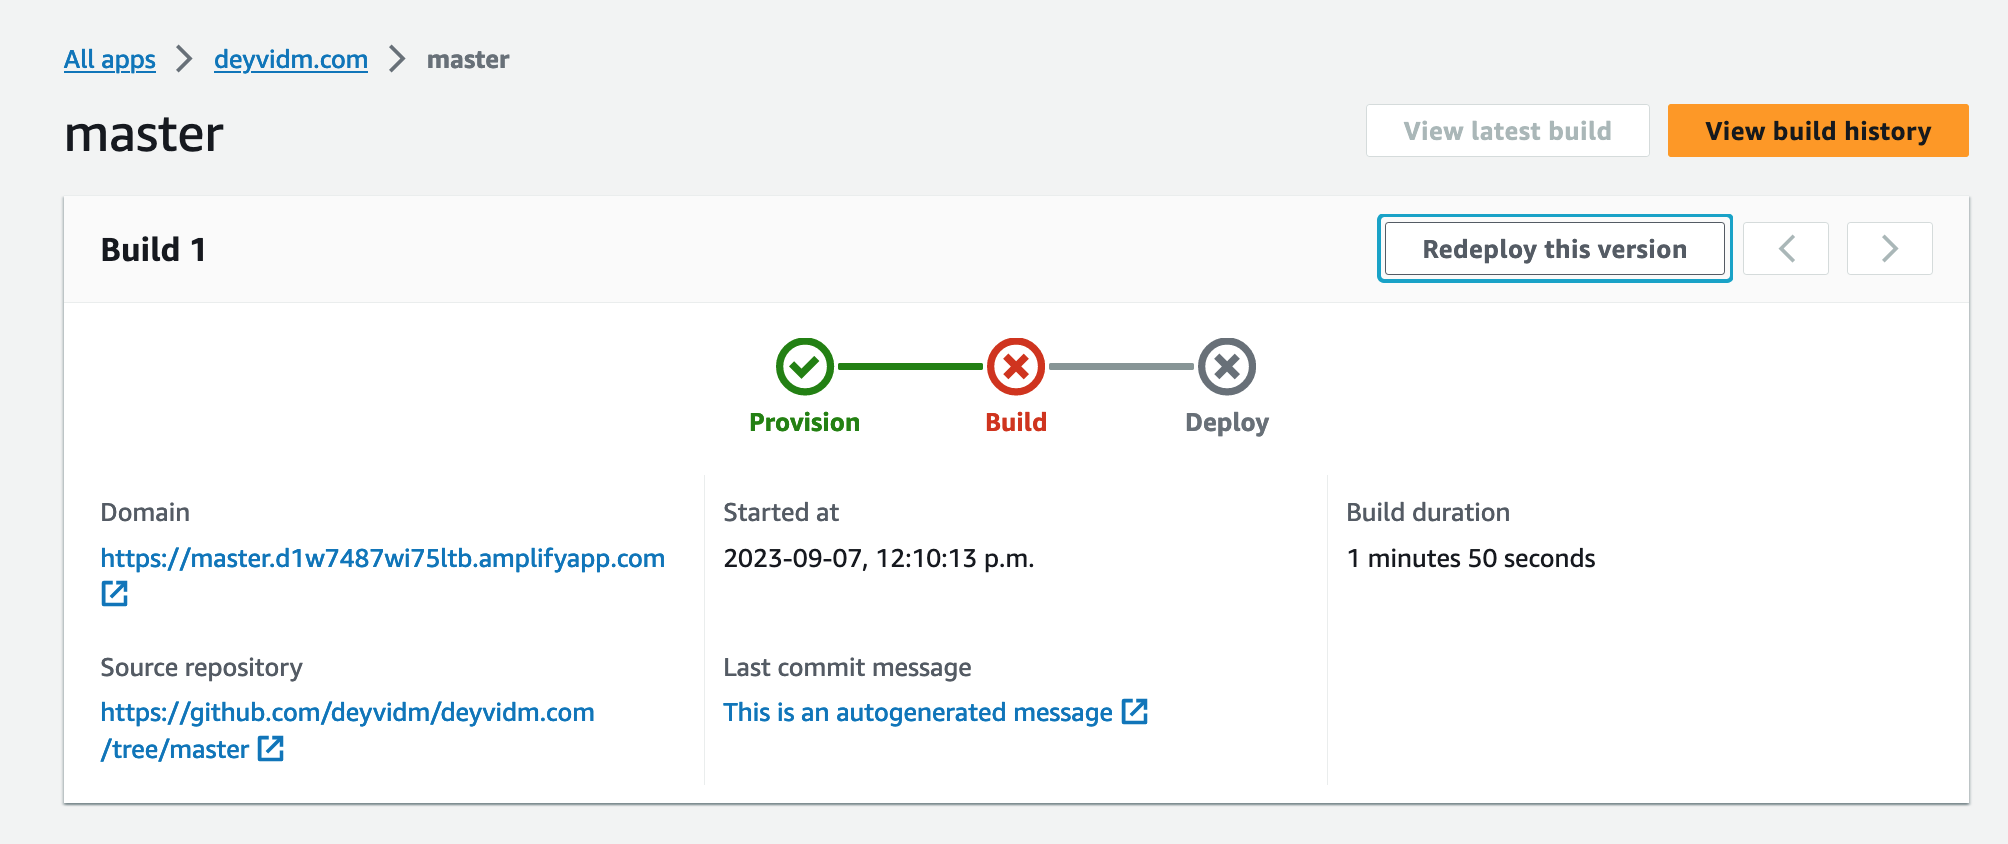 All apps > deyvidm.com > master
master
View latest build
View build history
Build 1
Redeploy this version
Provision
Build
Deploy
Domain
https://master.d1w7487wi75ltb.amplifyapp.com
Started at
2023-09-07, 12:10:13 p.m.
Build duration
1 minutes 50 seconds
Source repository
https://github.com/deyvidm/deyvidm.com
/tree/master
Last commit message
This is an autogenerated message